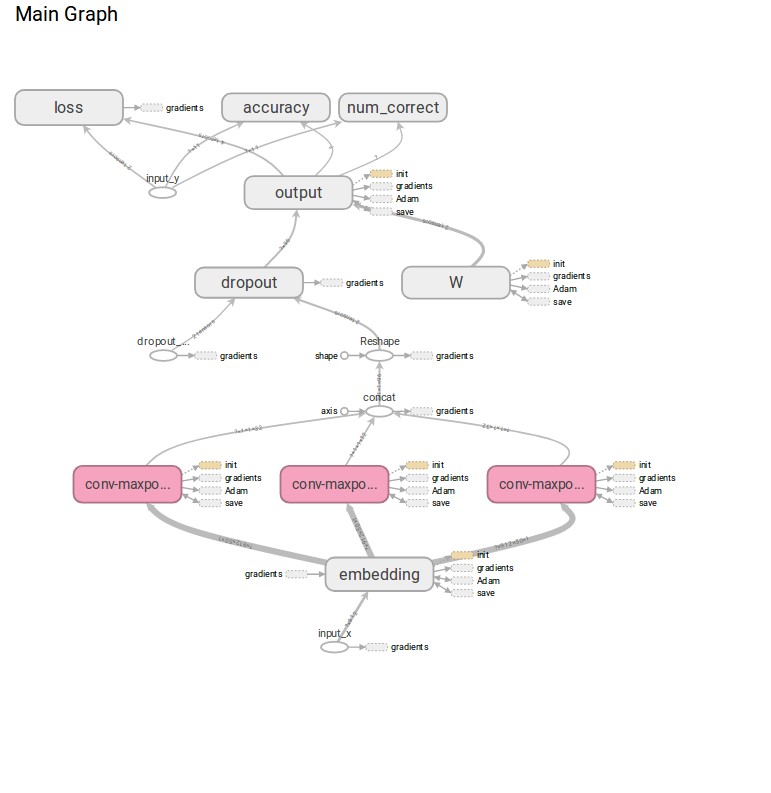 Main Graph
loss
gradients
accuracy
num_correct
input_y
output
init
gradients
Adam
save
dropout
gradients
W
init
gradients
Adam
save
dropout_...
gradients
shape
Reshape
gradients
axis
concat
gradients
conv-maxpo...
init
gradients
Adam
save
conv-maxpo...
init
gradients
Adam
save
conv-maxpo...
init
gradients
Adam
save
gradients
embedding
init
gradients
Adam
save
input_x
gradients